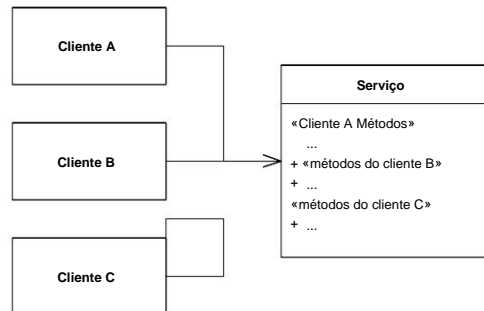 Cliente A
Serviço
«Cliente A Métodos»
...
Cliente B
+ «métodos do cliente B»
+ ...
«métodos do cliente C»
+ ...
Cliente C